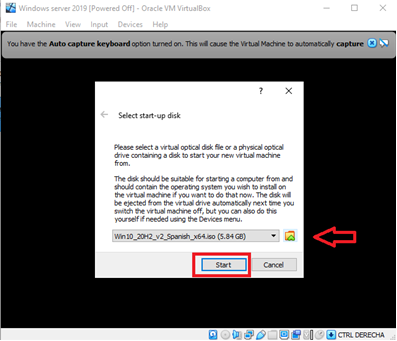 Windows server 2019 [Powered Off] - Oracle VM VirtualBox
File Machine View Input Devices Help
You have the Auto capture keyboard option turned on. This will cause the Virtual Machine to automatically capture
?
Select start-up disk
Please select a virtual optical disk file or a physical optical
drive containing a disk to start your new virtual machine
from.
The disk should be suitable for starting a computer from and
should contain the operating system you wish to install on
the virtual machine if you want to do that now. The disk will
be ejected from the virtual drive automatically next time you
switch the virtual machine off, but you can also do this
yourself if needed using the Devices menu.
Win10_20H2_v2_Spanish_x64.iso (5.84 GB)
Start Cancel
CTRL DERECHA